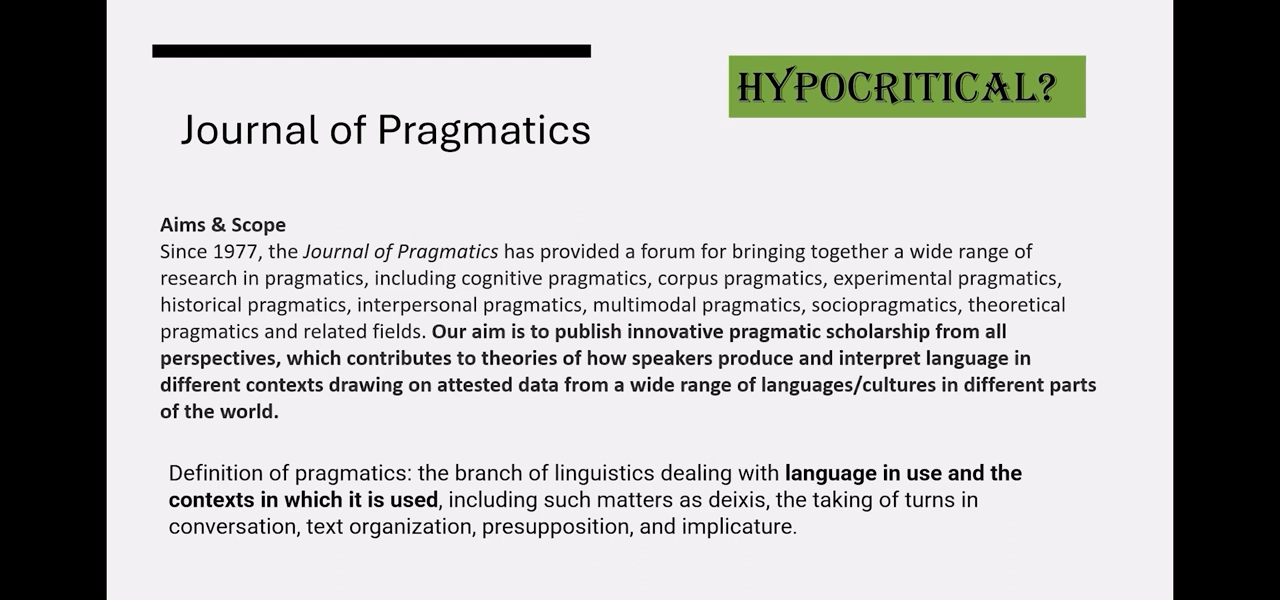 HYPOCRITICAL?
Journal of Pragmatics
Aims & Scope
Since 1977, the Journal of Pragmatics has provided a forum for bringing together a wide range of
research in pragmatics, including cognitive pragmatics, corpus pragmatics, experimental pragmatics,
historical pragmatics, interpersonal pragmatics, multimodal pragmatics, sociopragmatics, theoretical
pragmatics and related fields. Our aim is to publish innovative pragmatic scholarship from all
perspectives, which contributes to theories of how speakers produce and interpret language in
different contexts drawing on attested data from a wide range of languages/cultures in different parts
of the world.
Definition of pragmatics: the branch of linguistics dealing with language in use and the
contexts in which it is used, including such matters as deixis, the taking of turns in
conversation, text organization, presupposition, and implicature.